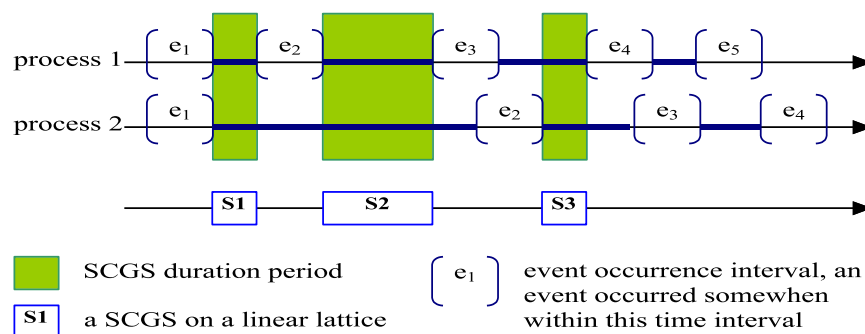 e1 e2 e3 e4 e5
process 1
e1 e2 e3 e4
process 2
S1 S2 S3
SCGS duration period
e1 event occurrence interval, an
event occurred somewhen
within this time interval
S1 a SCGS on a linear lattice